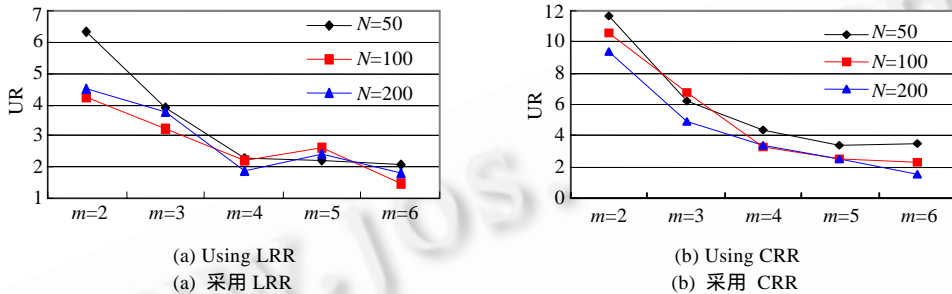 7
6
5
4
3
2
1
UR
N=50
N=100
N=200
m=2 m=3 m=4 m=5 m=6
(a) Using LRR
(a) 采用 LRR
12
10
8
6
4
2
0
UR
N=50
N=100
N=200
m=2 m=3 m=4 m=5 m=6
(b) Using CRR
(b) 采用 CRR
.jos